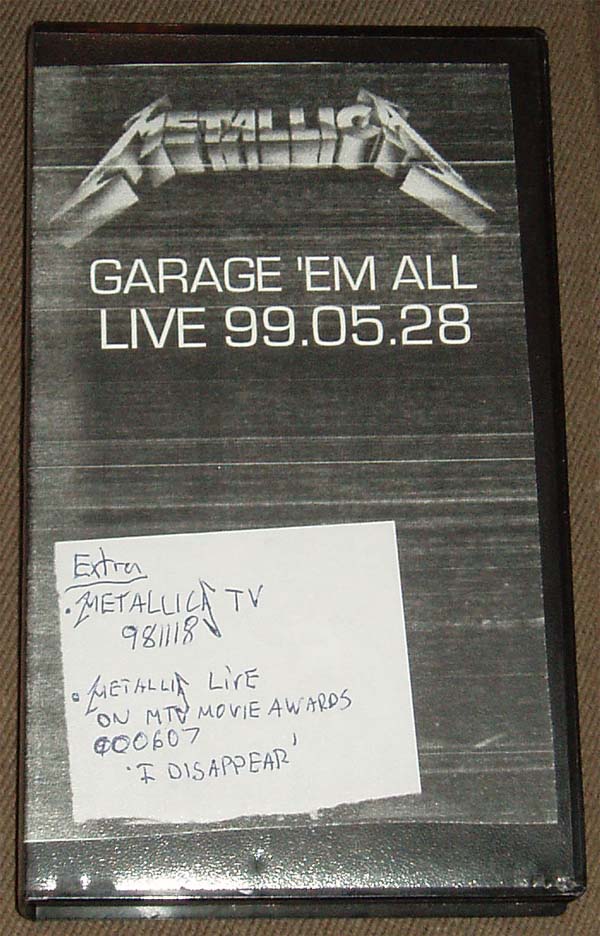 METALLICA
GARAGE 'EM ALL
LIVE 99.05.28
Extra
• METALLICA TV
981118
• METALLIA LIVE
ON MTV MOVIE AWARDS
000607
'I DISAPPEAR'